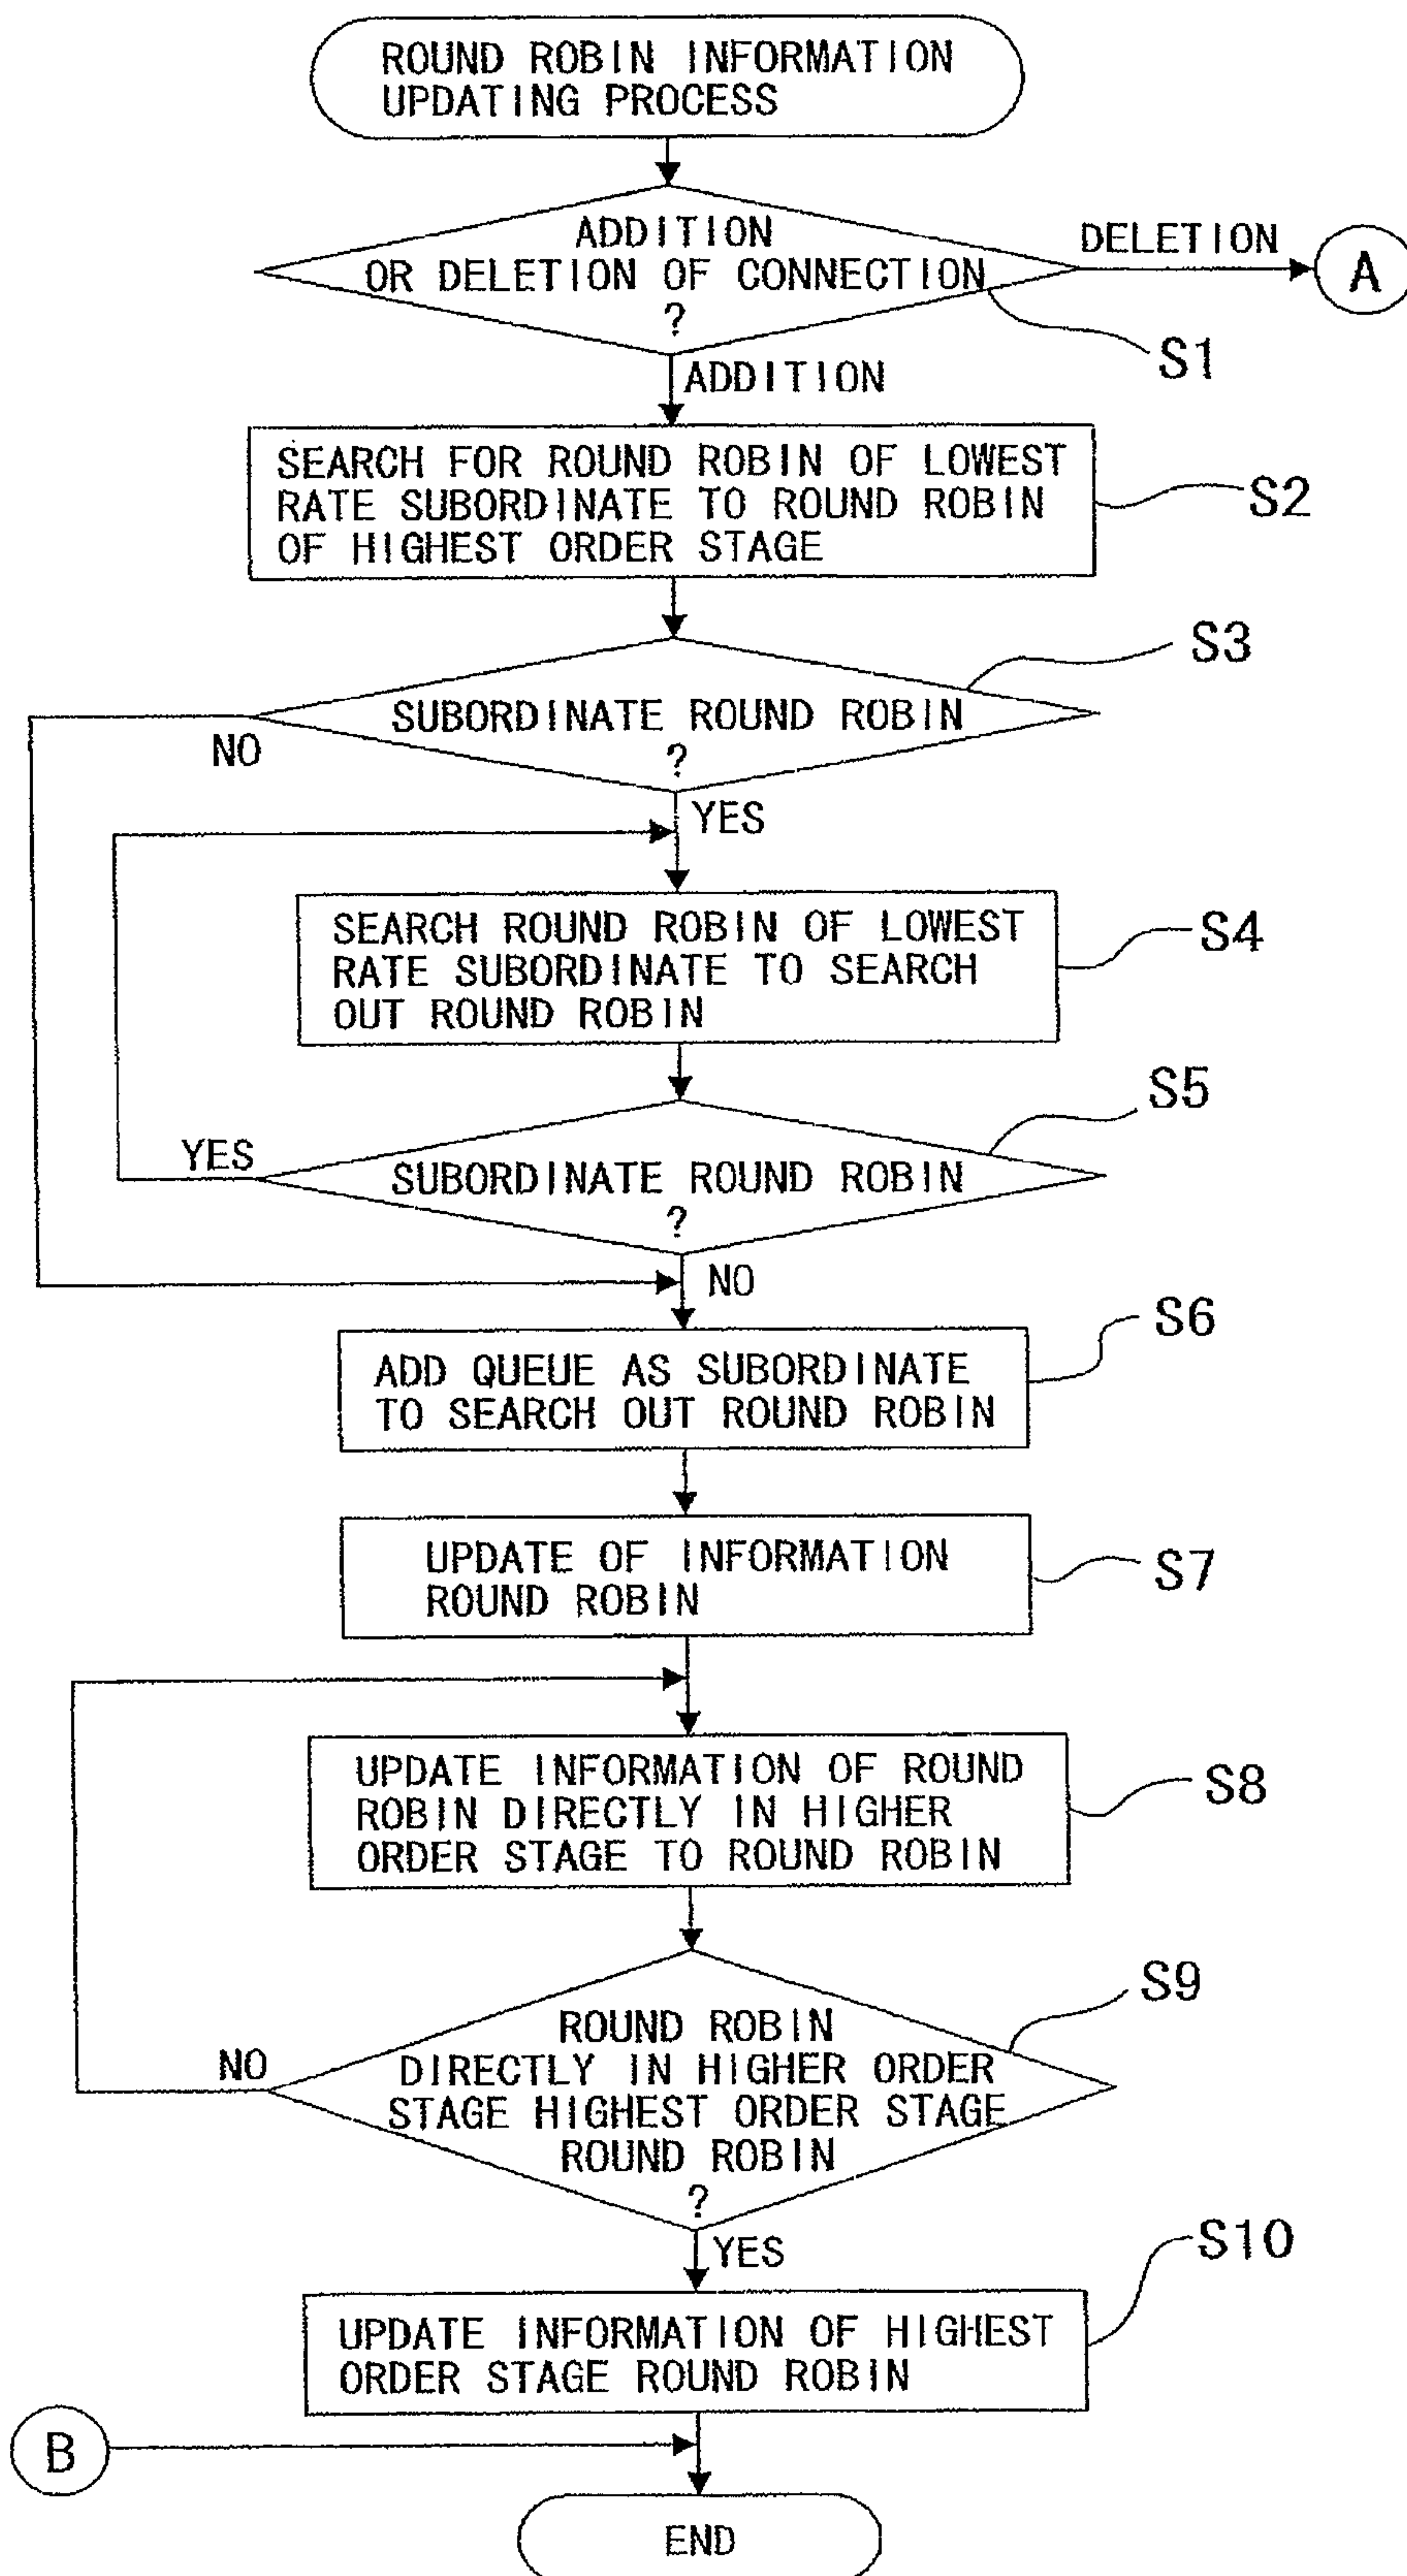 ROUND ROBIN INFORMATION
UPDATING PROCESS
ADDITION
OR DELETION OF CONNECTION
?
DELETION
A
S1
ADDITION
SEARCH FOR ROUND ROBIN OF LOWEST
RATE SUBORDINATE TO ROUND ROBIN
OF HIGHEST ORDER STAGE
S2
S3
SUBORDINATE ROUND ROBIN
?
NO
YES
SEARCH ROUND ROBIN OF LOWEST
RATE SUBORDINATE TO SEARCH
OUT ROUND ROBIN
S4
S5
YES
SUBORDINATE ROUND ROBIN
?
NO
S6
ADD QUEUE AS SUBORDINATE
TO SEARCH OUT ROUND ROBIN
UPDATE OF INFORMATION
ROUND ROBIN
S7
UPDATE INFORMATION OF ROUND
ROBIN DIRECTLY IN HIGHER
ORDER STAGE TO ROUND ROBIN
S8
S9
NO
ROUND ROBIN
DIRECTLY IN HIGHER ORDER
STAGE HIGHEST ORDER STAGE
ROUND ROBIN
?
YES
S10
UPDATE INFORMATION OF HIGHEST
ORDER STAGE ROUND ROBIN
B
END